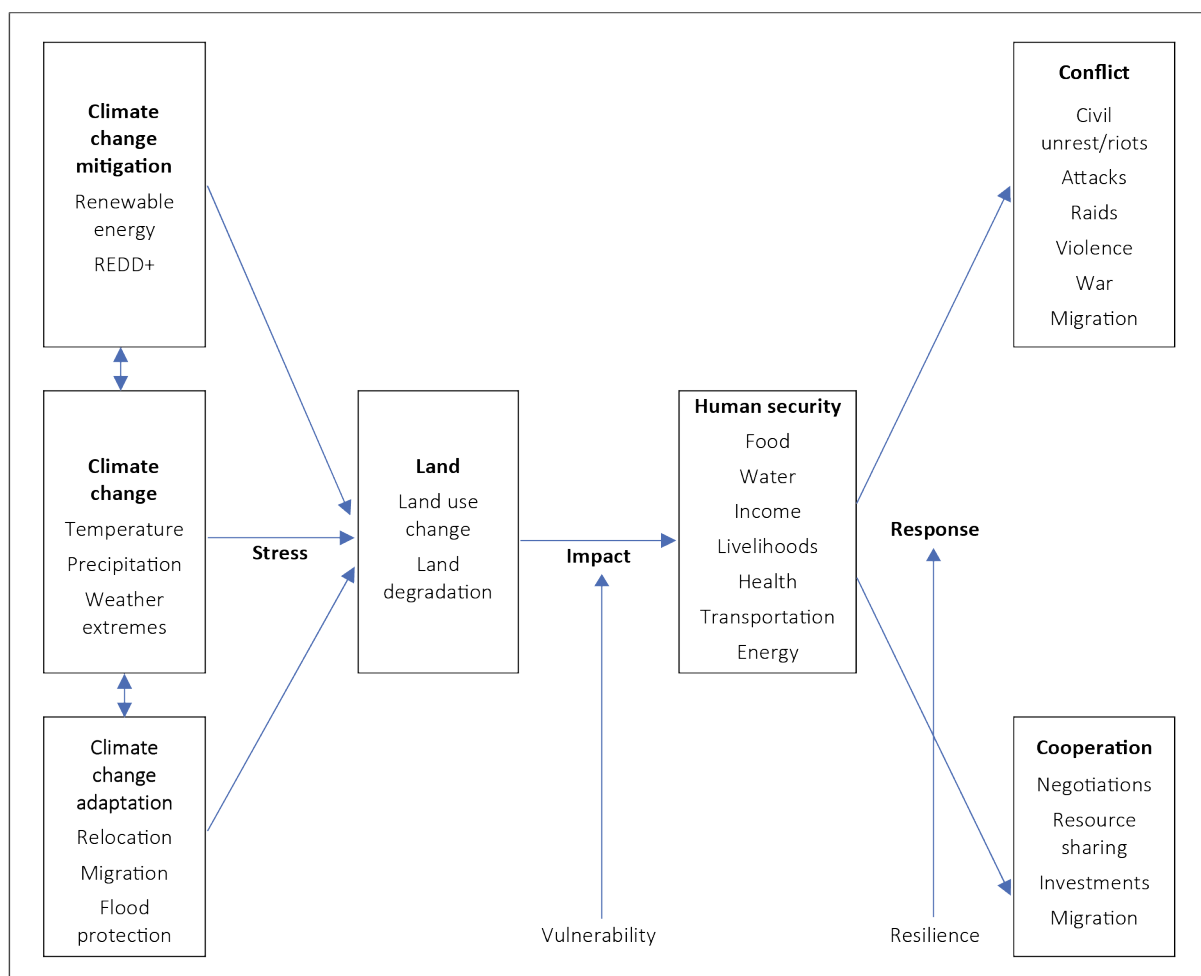 Climate
change
mitigation
Renewable
energy
REDD+
Climate
change
Temperature
Precipitation
Weather
extremes
Climate
change
adaptation
Relocation
Migration
Flood
protection
Stress
Land
Land use
change
Land
degradation
Impact
Vulnerability
Human security
Food
Water
Income
Livelihoods
Health
Transportation
Energy
Response
Resilience
Conflict
Civil
unrest/riots
Attacks
Raids
Violence
War
Migration
Cooperation
Negotiations
Resource
sharing
Investments
Migration